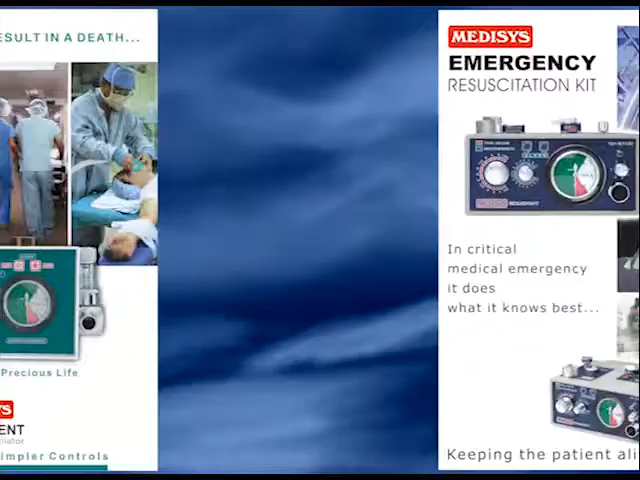 ESULT IN A DEATH...
Precious Life
ENT
impler Controls
MEDISYS
EMERGENCY
RESUSCITATION KIT
In critical
medical emergency
it does
what it knows best...
Keeping the patient ali